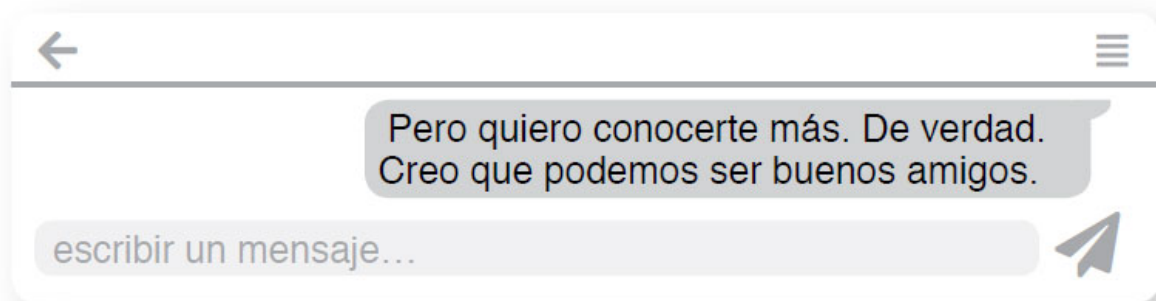 Pero quiero conocerte más. De verdad.
Creo que podemos ser buenos amigos.
escribir un mensaje...